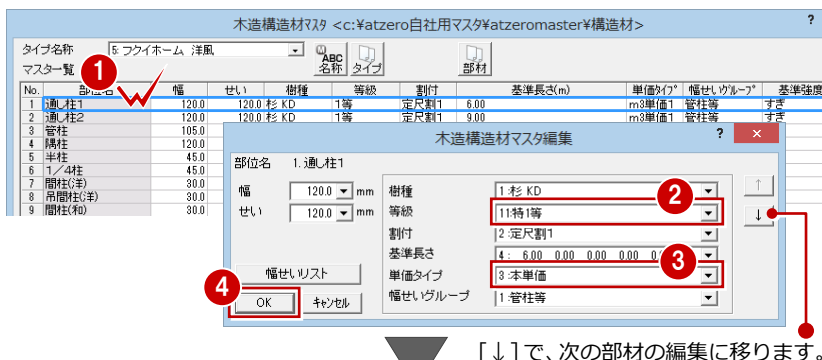 木造構造材マスタ <c:¥atzero自社用マスタ¥atzeromaster¥構造材>
?
タイプ名称 5: フクイホーム 洋風 ABC 名称 タイプ 部材
マスター覧
1
No. 部位名 幅 せい 樹種 等級 割付 基準長さ(m) 単価タイプ 幅せいグループ 基準強度
1 通し柱1 120.0 120.0 杉 KD 1等 定尺割1 6.00 m3単価1 管柱等 すぎ
2 通し柱2 120.0 120.0 杉 KD 1等 定尺割1 9.00 m3単価1 管柱等 すぎ
3 管柱 105.0
4 隅柱 120.0
5 半柱 45.0
6 1/4柱 45.0
7 間柱(洋) 30.0
8 吊間柱(洋) 30.0
9 間柱(和) 30.0
木造構造材マスタ編集 ? ×
部位名 1. 通し柱1
幅 120.0 mm
せい 120.0 mm
樹種 1:杉 KD
2
等級 11:特1等
割付 2:定尺割1
基準長さ 4: 6.00 0.00 0.00 0.00
3
単価タイプ 3:本単価
幅せいグループ 1:管柱等
↑
↓
幅せいリスト
4
OK キャンセル
[↓]で、次の部材の編集に移ります。